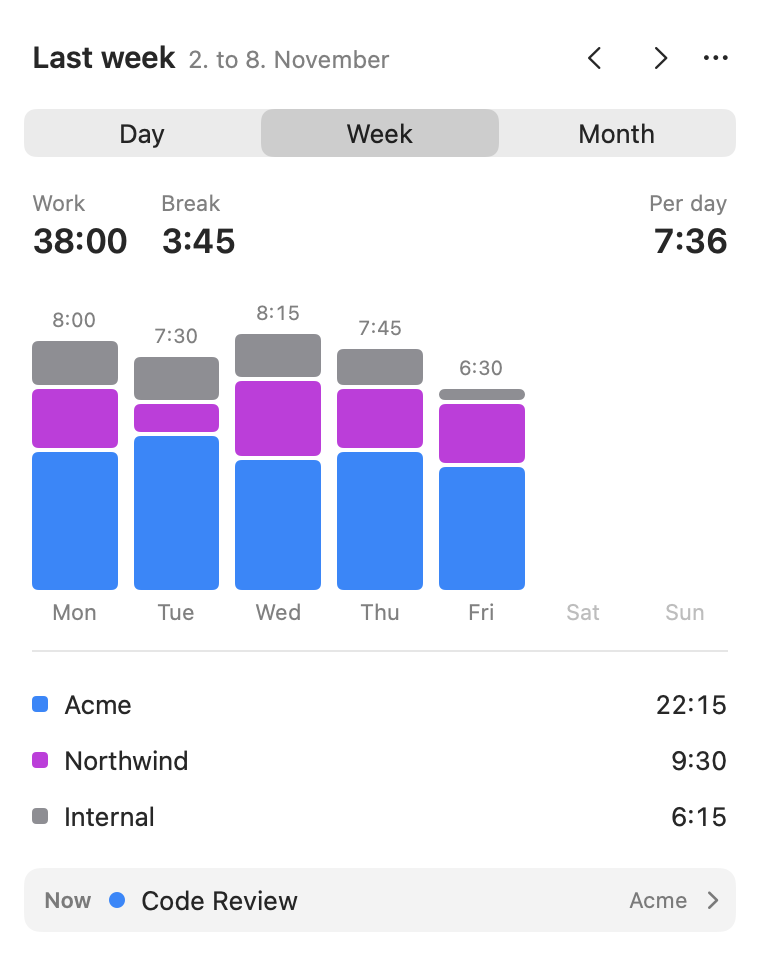 Last week 2. to 8. November
Day Week Month
Work Break Per day
38:00 3:45 7:36
8:00 7:30 8:15 7:45 6:30
Mon Tue Wed Thu Fri Sat Sun
Acme 22:15
Northwind 9:30
Internal 6:15
Now Code Review Acme